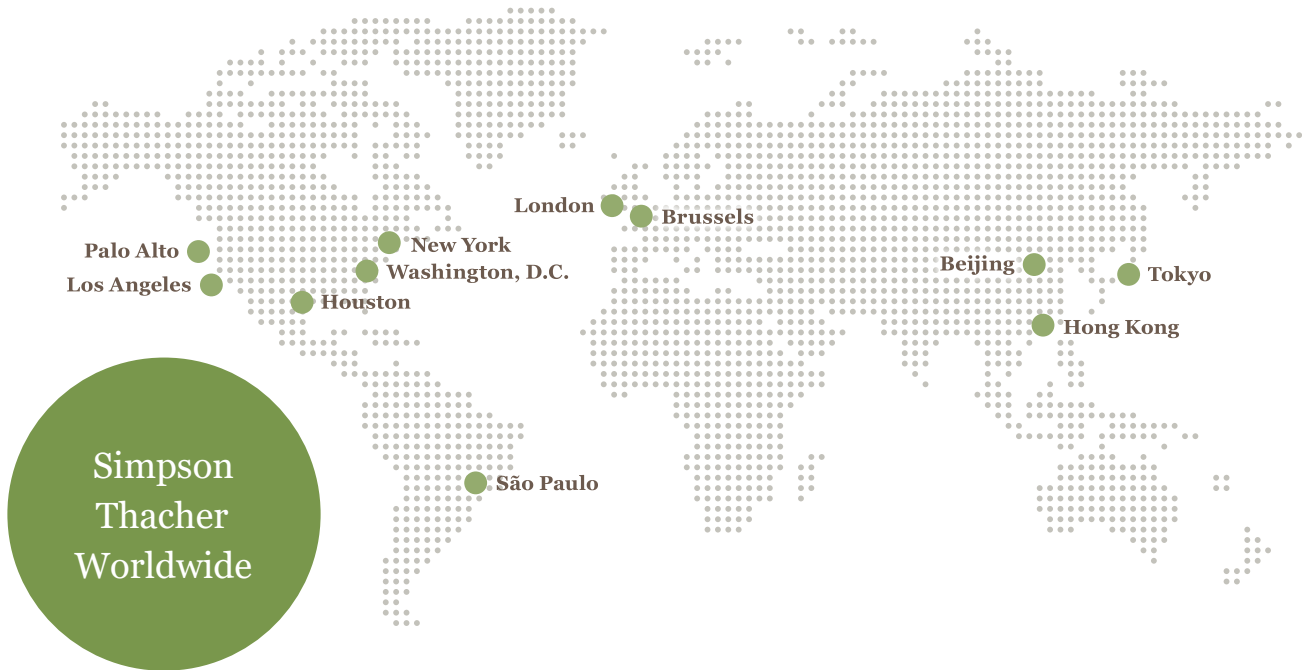 London
Brussels
Palo Alto
New York
Los Angeles
Washington, D.C.
Houston
Beijing
Tokyo
Hong Kong
São Paulo
Simpson
Thacher
Worldwide